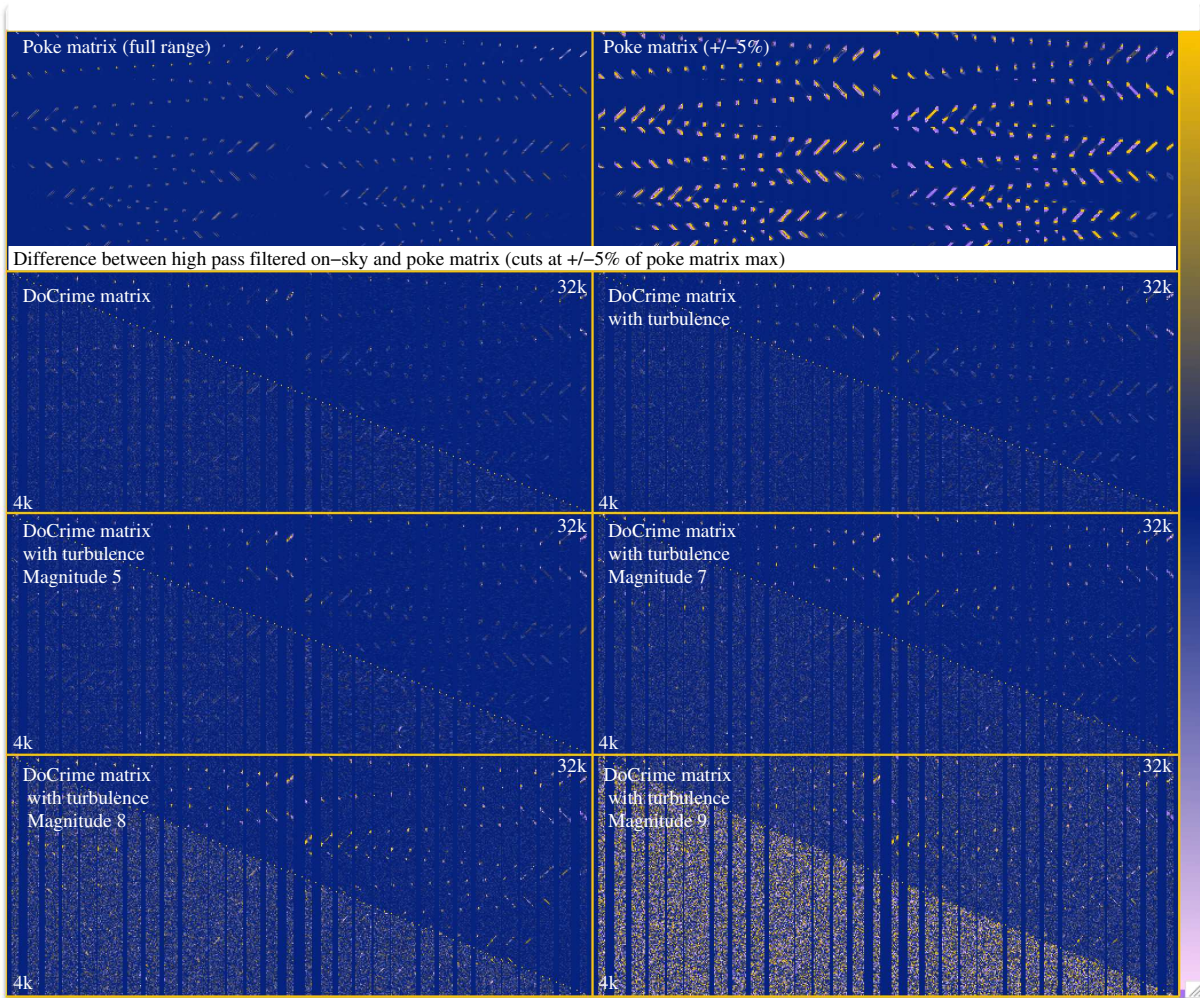 Poke matrix (full range)
Poke matrix (+/−5%)
Difference between high pass filtered on−sky and poke matrix (cuts at +/−5% of poke matrix max)
DoCrime matrix
32k
4k
DoCrime matrix
with turbulence
32k
4k
DoCrime matrix
with turbulence
Magnitude 5
32k
4k
DoCrime matrix
with turbulence
Magnitude 7
32k
4k
DoCrime matrix
with turbulence
Magnitude 8
32k
4k
DoCrime matrix
with turbulence
Magnitude 9
32k
4k